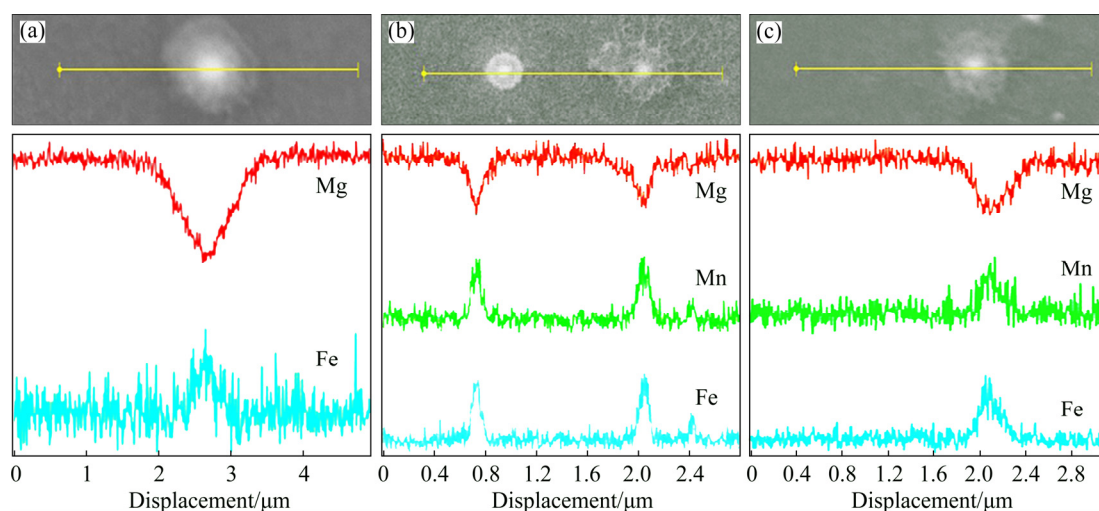 (a) (b) (c)
Mg Mg Mg
Mn Mn
Fe Fe Fe
0 1 2 3 4 0 0.4 0.8 1.2 1.6 2.0 2.4 0 0.4 0.8 1.2 1.6 2.0 2.4 2.8
Displacement/μm Displacement/μm Displacement/μm